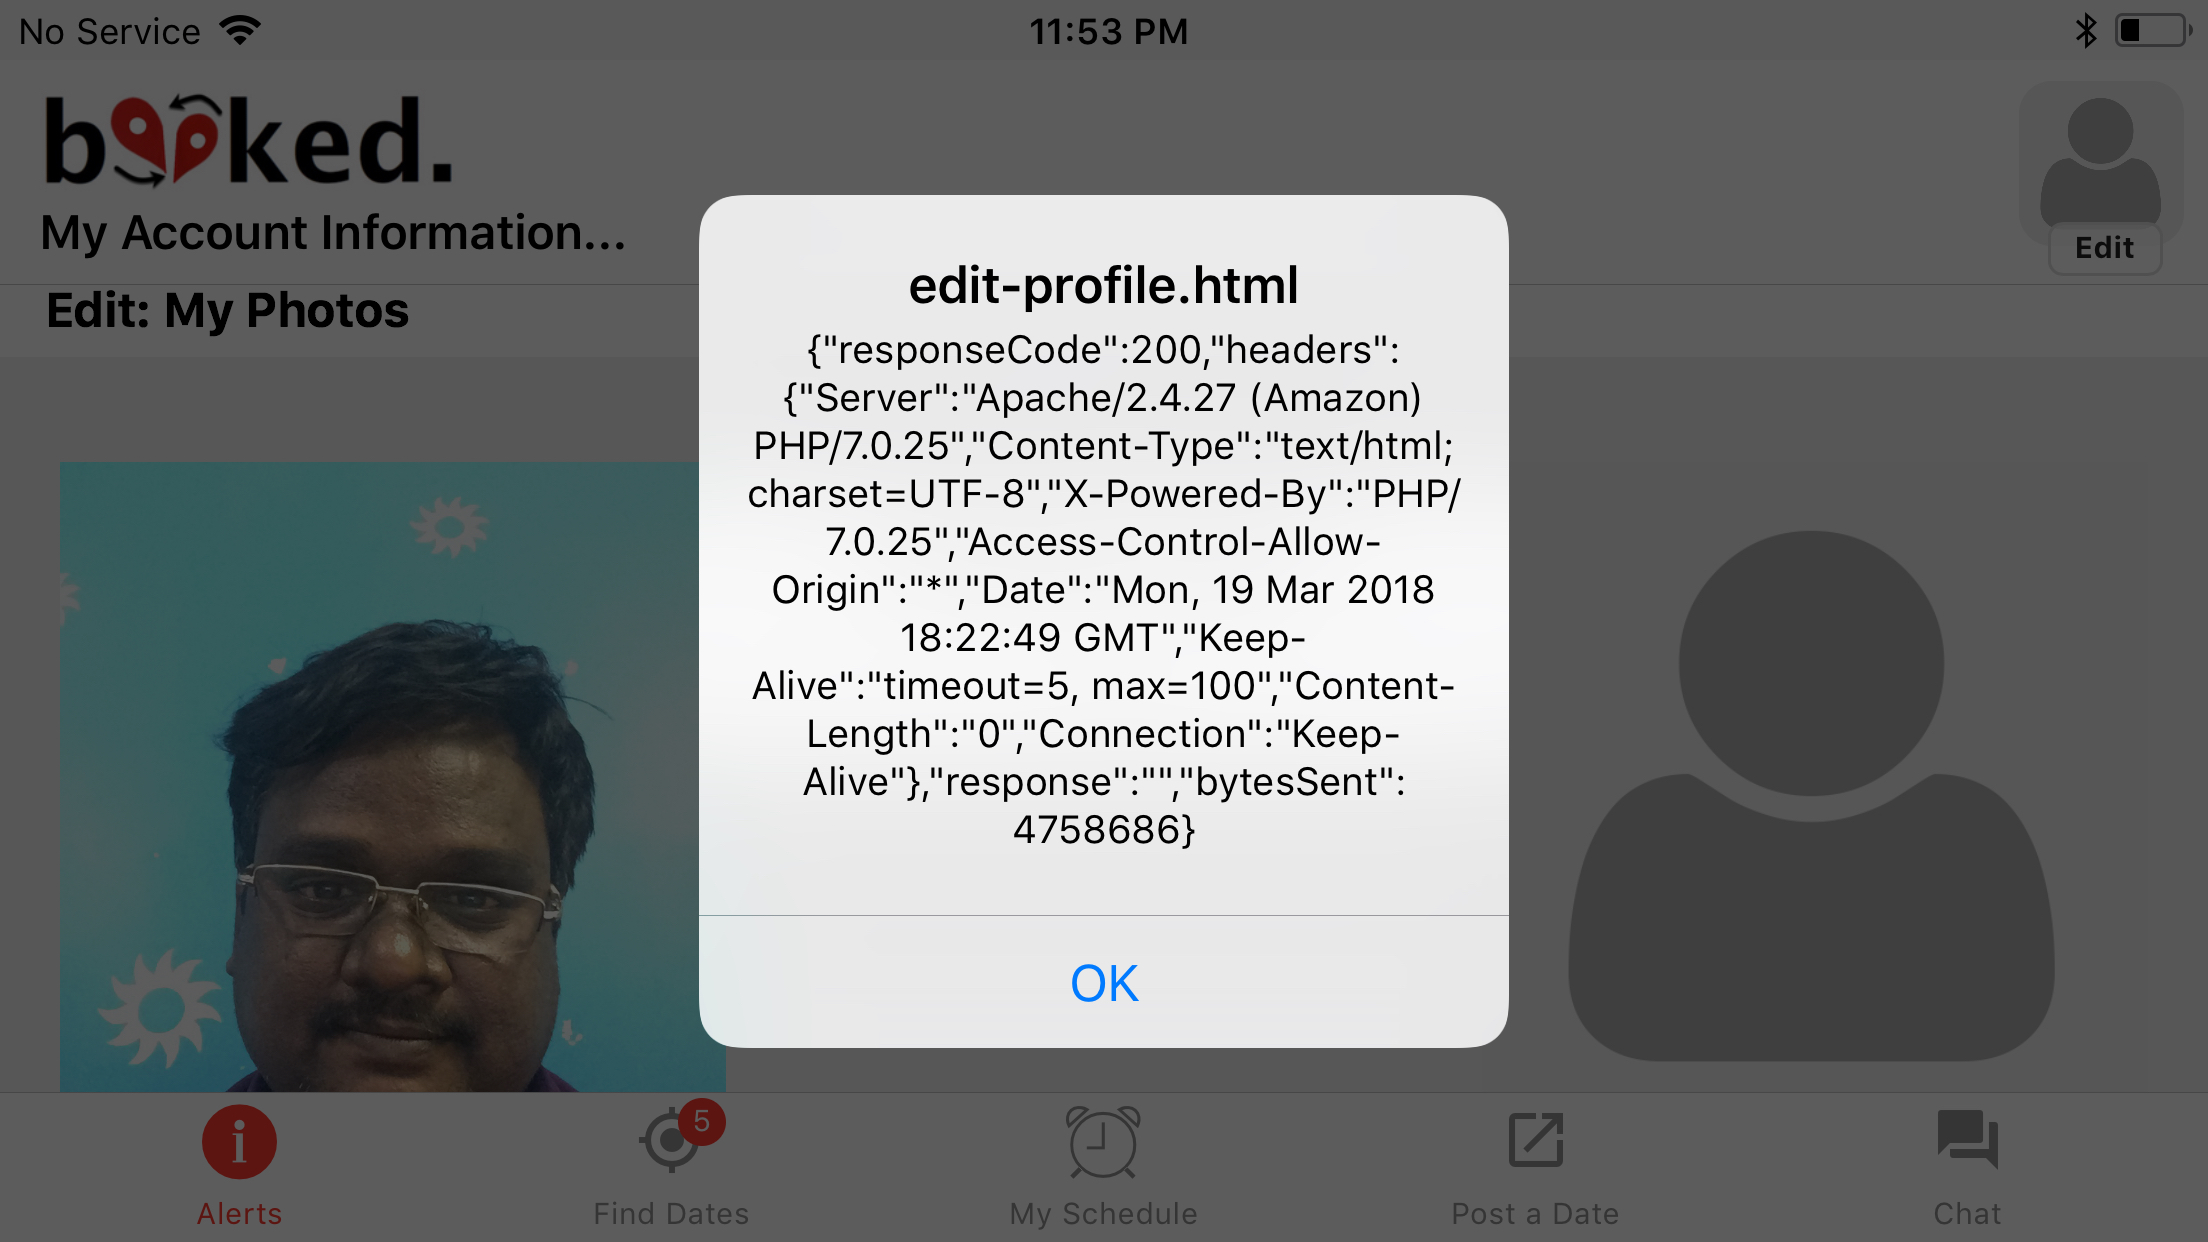 No Service
11:53 PM
booked.
My Account Information...
Edit
Edit: My Photos
edit-profile.html
{"responseCode":200,"headers":
{"Server":"Apache/2.4.27 (Amazon)
PHP/7.0.25","Content-Type":"text/html;
charset=UTF-8","X-Powered-By":"PHP/
7.0.25","Access-Control-Allow-
Origin":"*","Date":"Mon, 19 Mar 2018
18:22:49 GMT","Keep-
Alive":"timeout=5, max=100","Content-
Length":"0","Connection":"Keep-
Alive"},"response":"","bytesSent":
4758686}
OK
5
Alerts
Find Dates
My Schedule
Post a Date
Chat